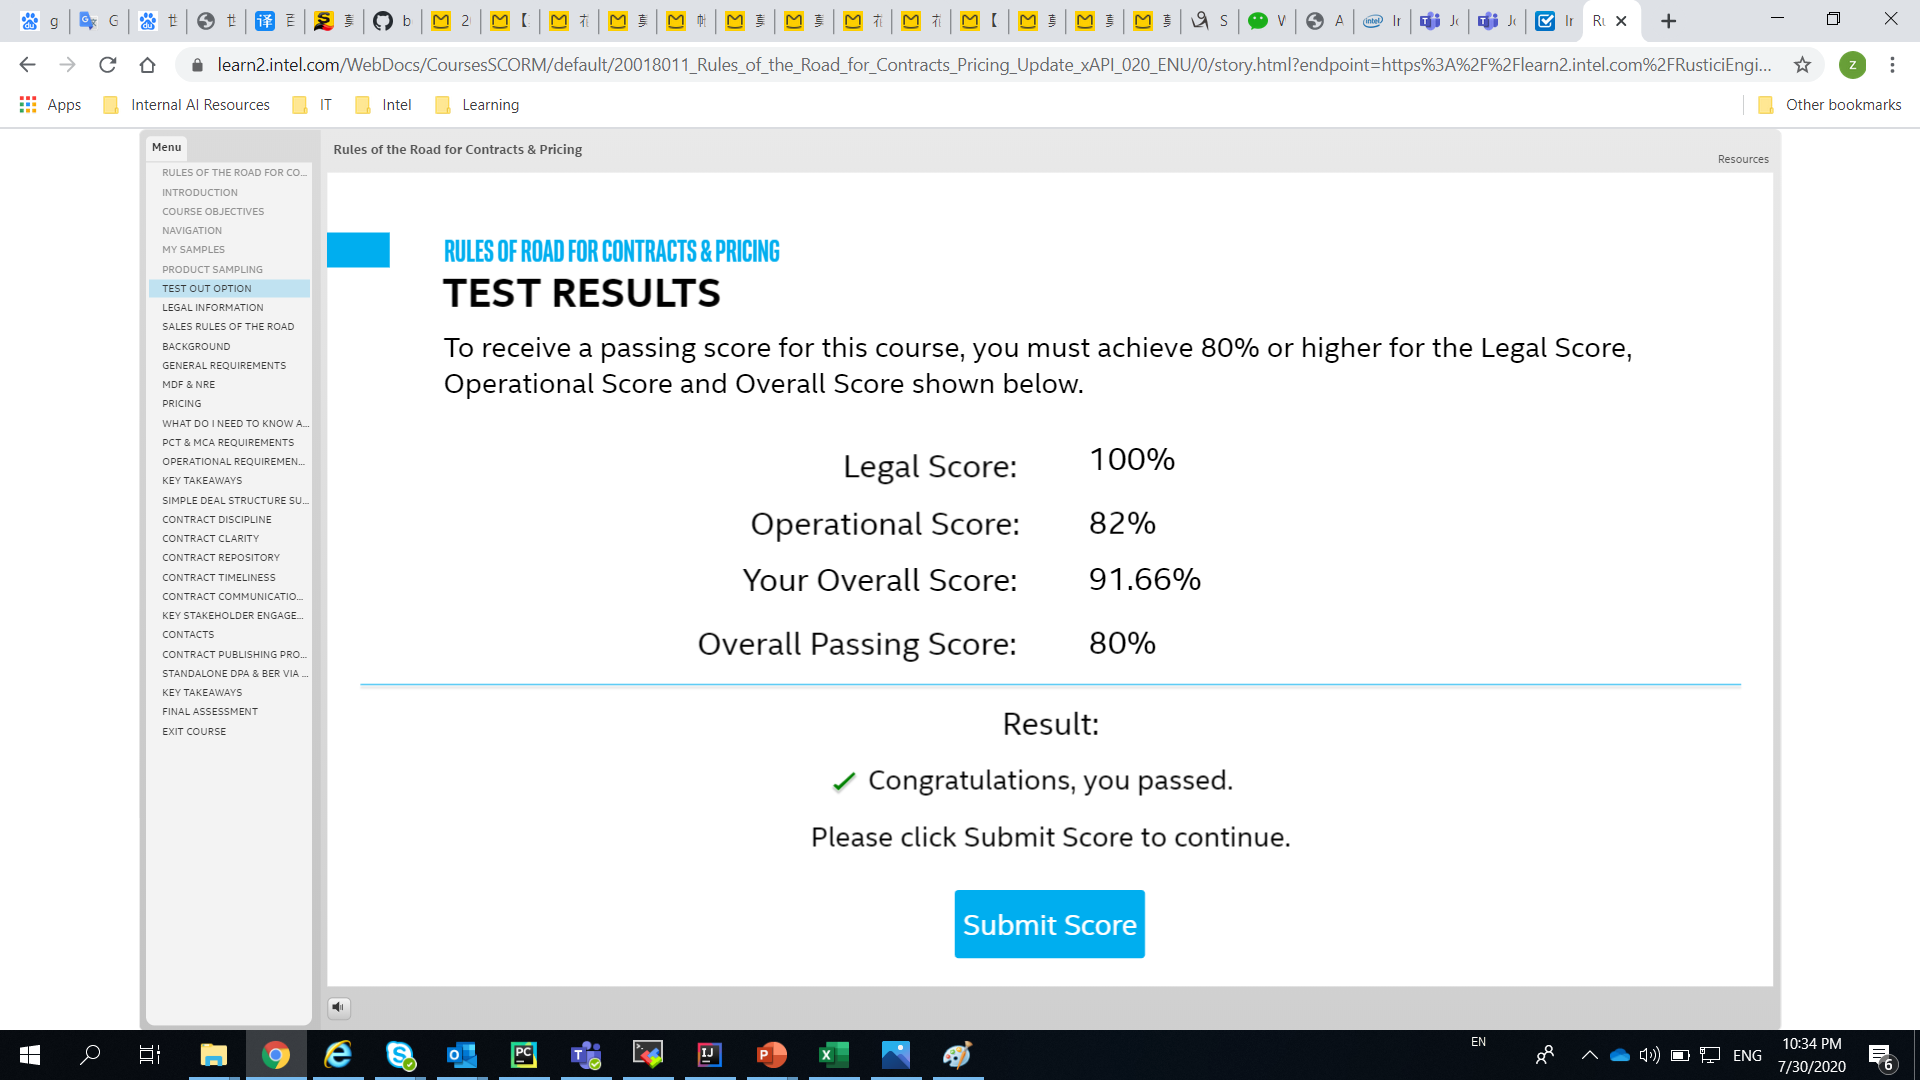 learn2.intel.com/WebDocs/CoursesSCORM/default/20018011_Rules_of_the_Road_for_Contracts_Pricing_Update_xAPI_020_ENU/0/story.html?endpoint=https%3A%2F%2Flearn2.intel.com%2FRusticiEngi...
Z
Apps
Internal AI Resources
IT
Intel
Learning
Other bookmarks
Menu
RULES OF THE ROAD FOR CO...
INTRODUCTION
COURSE OBJECTIVES
NAVIGATION
MY SAMPLES
PRODUCT SAMPLING
TEST OUT OPTION
LEGAL INFORMATION
SALES RULES OF THE ROAD
BACKGROUND
GENERAL REQUIREMENTS
MDF & NRE
PRICING
WHAT DO I NEED TO KNOW A...
PCT & MCA REQUIREMENTS
OPERATIONAL REQUIREMEN...
KEY TAKEAWAYS
SIMPLE DEAL STRUCTURE SU...
CONTRACT DISCIPLINE
CONTRACT CLARITY
CONTRACT REPOSITORY
CONTRACT TIMELINESS
CONTRACT COMMUNICATIO...
KEY STAKEHOLDER ENGAGE...
CONTACTS
CONTRACT PUBLISHING PRO...
STANDALONE DPA & BER VIA ...
KEY TAKEAWAYS
FINAL ASSESSMENT
EXIT COURSE
Rules of the Road for Contracts & Pricing
Resources
RULES OF ROAD FOR CONTRACTS & PRICING
TEST RESULTS
To receive a passing score for this course, you must achieve 80% or higher for the Legal Score,
Operational Score and Overall Score shown below.
Legal Score: 100%
Operational Score: 82%
Your Overall Score: 91.66%
Overall Passing Score: 80%
Result:
Congratulations, you passed.
Please click Submit Score to continue.
Submit Score
EN
ENG
10:34 PM
7/30/2020
6